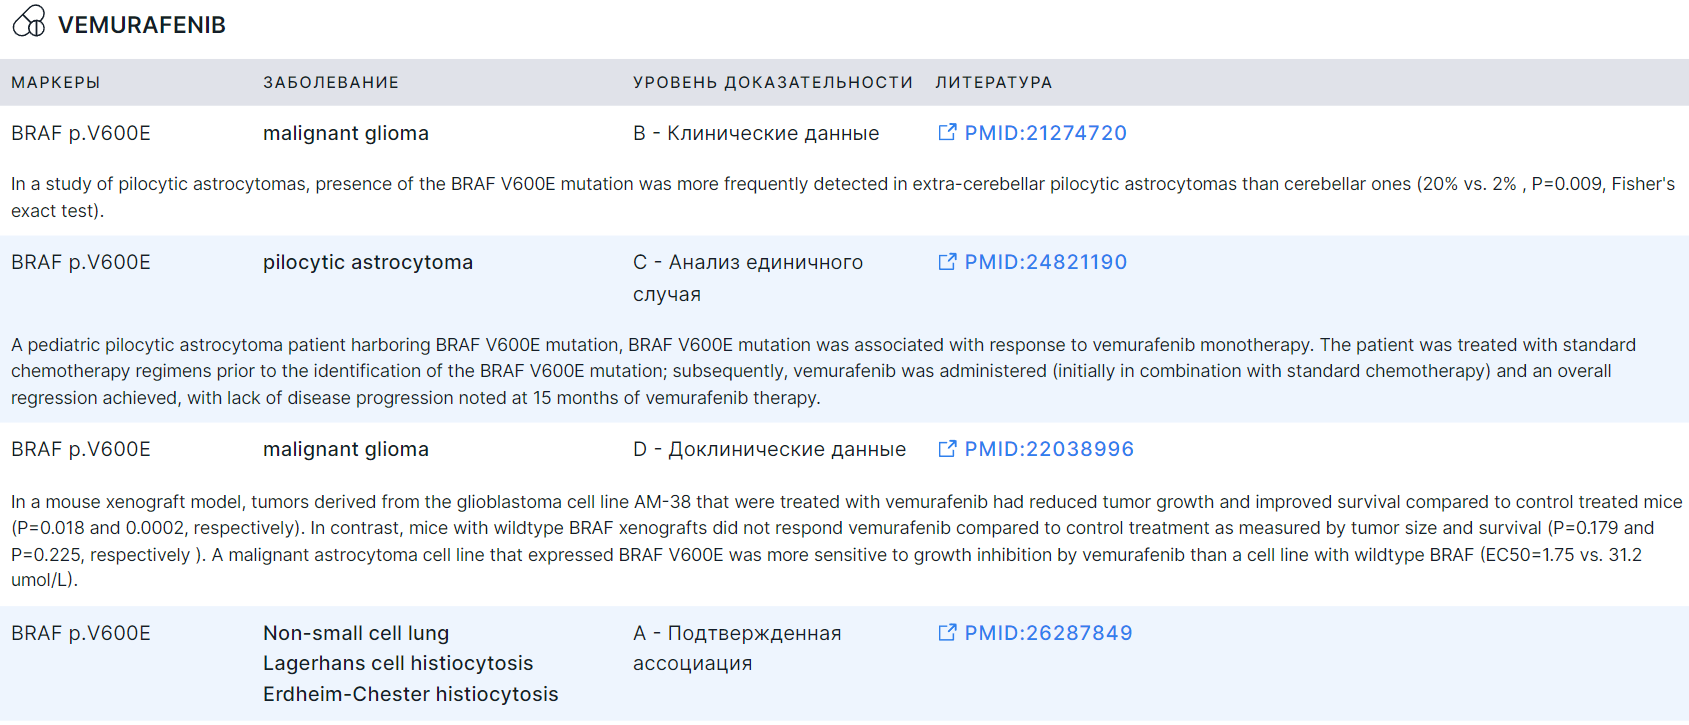 VEMURAFENIB
МАРКЕРЫ ЗАБОЛЕВАНИЕ УРОВЕНЬ ДОКАЗАТЕЛЬНОСТИ ЛИТЕРАТУРА
BRAF p.V600E malignant glioma B - Клинические данные PMID:21274720
In a study of pilocytic astrocytomas, presence of the BRAF V600E mutation was more frequently detected in extra-cerebellar pilocytic astrocytomas than cerebellar ones (20% vs. 2% , P=0.009, Fisher's
exact test).
BRAF p.V600E pilocytic astrocytoma C - Анализ единичного PMID:24821190
случая
A pediatric pilocytic astrocytoma patient harboring BRAF V600E mutation, BRAF V600E mutation was associated with response to vemurafenib monotherapy. The patient was treated with standard
chemotherapy regimens prior to the identification of the BRAF V600E mutation; subsequently, vemurafenib was administered (initially in combination with standard chemotherapy) and an overall
regression achieved, with lack of disease progression noted at 15 months of vemurafenib therapy.
BRAF p.V600E malignant glioma D - Доклинические данные PMID:22038996
In a mouse xenograft model, tumors derived from the glioblastoma cell line AM-38 that were treated with vemurafenib had reduced tumor growth and improved survival compared to control treated mice
(P=0.018 and 0.0002, respectively). In contrast, mice with wildtype BRAF xenografts did not respond vemurafenib compared to control treatment as measured by tumor size and survival (P=0.179 and
P=0.225, respectively ). A malignant astrocytoma cell line that expressed BRAF V600E was more sensitive to growth inhibition by vemurafenib than a cell line with wildtype BRAF (EC50=1.75 vs. 31.2
umol/L).
BRAF p.V600E Non-small cell lung A - Подтвержденная PMID:26287849
Lagerhans cell histiocytosis ассоциация
Erdheim-Chester histiocytosis